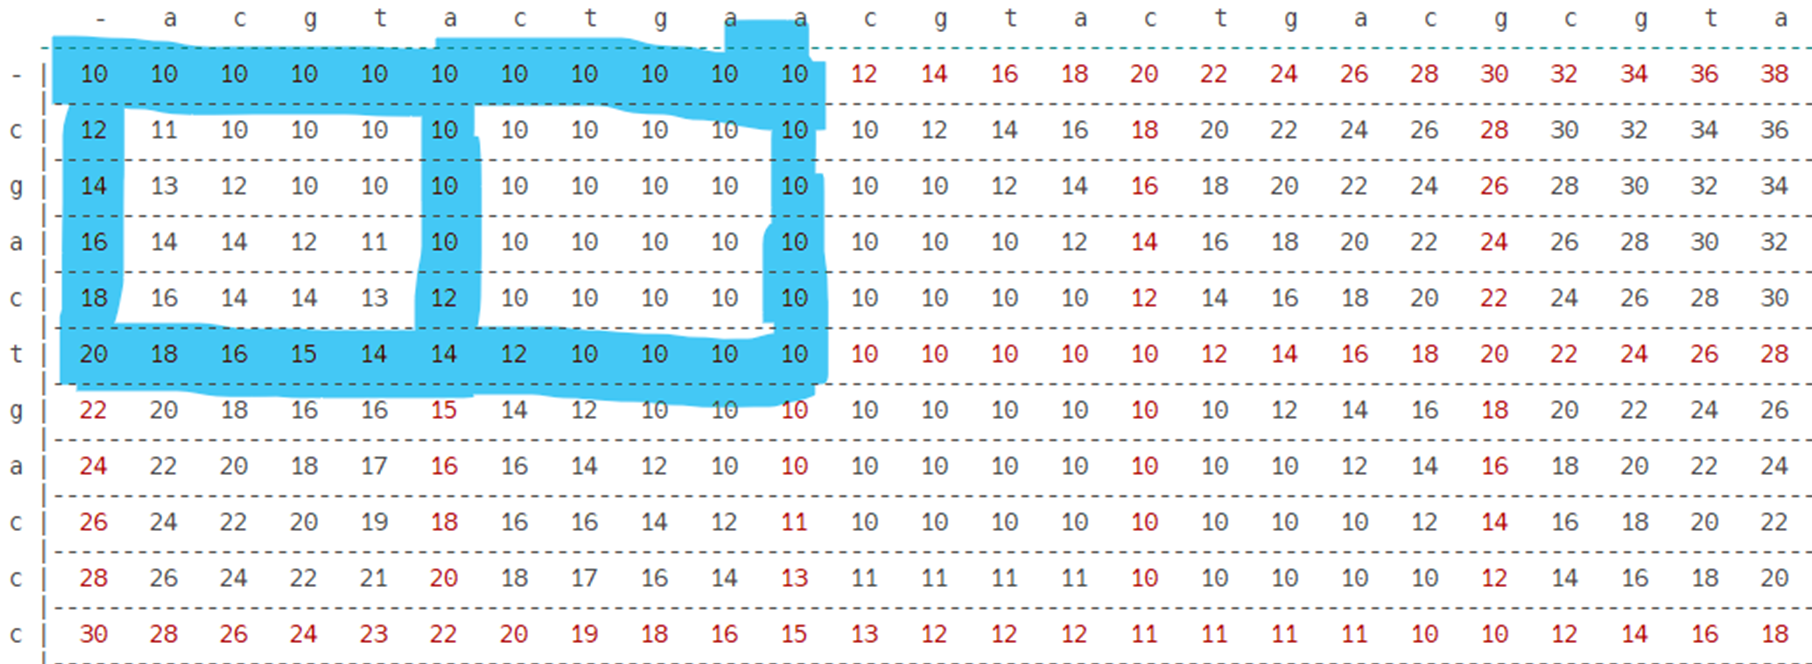 - a c g t a c t g a a c g t a c t g a c g c g t a
- | 10 10 10 10 10 10 10 10 10 10 10 12 14 16 18 20 22 24 26 28 30 32 34 36 38
c | 12 11 10 10 10 10 10 10 10 10 10 10 12 14 16 18 20 22 24 26 28 30 32 34 36
g | 14 13 12 10 10 10 10 10 10 10 10 10 10 12 14 16 18 20 22 24 26 28 30 32 34
a | 16 14 14 12 11 10 10 10 10 10 10 10 10 10 12 14 16 18 20 22 24 26 28 30 32
c | 18 16 14 14 13 12 10 10 10 10 10 10 10 10 10 12 14 16 18 20 22 24 26 28 30
t | 20 18 16 15 14 14 12 10 10 10 10 10 10 10 10 10 12 14 16 18 20 22 24 26 28
g | 22 20 18 16 16 15 14 12 10 10 10 10 10 10 10 10 10 12 14 16 18 20 22 24 26
a | 24 22 20 18 17 16 16 14 12 10 10 10 10 10 10 10 10 10 12 14 16 18 20 22 24
c | 26 24 22 20 19 18 16 16 14 12 11 10 10 10 10 10 10 10 10 12 14 16 18 20 22
c | 28 26 24 22 21 20 18 17 16 14 13 11 11 11 11 10 10 10 10 10 12 14 16 18 20
c | 30 28 26 24 23 22 20 19 18 16 15 13 12 12 12 11 11 11 11 10 10 12 14 16 18